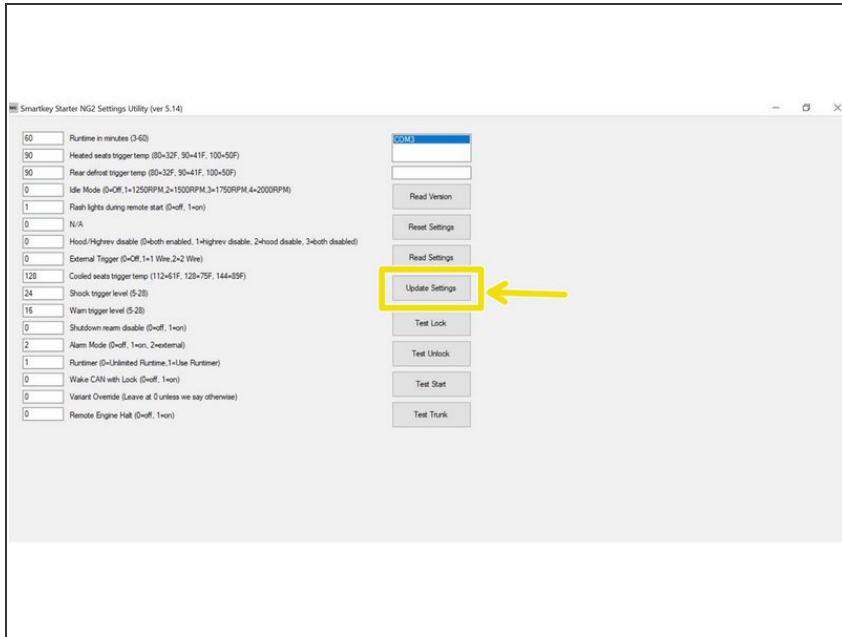 Smartkey Starter NG2 Settings Utility (ver 5.14)
60 Runtime in minutes (3-60)
90 Heated seats trigger temp (80=32F, 90=41F, 100=50F)
90 Rear defrost trigger temp (80=32F, 90=41F, 100=50F)
0 Idle Mode (0=Off,1=1250RPM,2=1500RPM,3=1750RPM,4=2000RPM)
1 Flash lights during remote start (0=off, 1=on)
0 N/A
0 Hood/Highrev disable (0=both enabled, 1=highrev disable, 2=hood disable, 3=both disabled)
0 External Trigger (0=Off,1=1 Wire,2=2 Wire)
128 Cooled seats trigger temp (112=61F, 128=75F, 144=89F)
24 Shock trigger level (5-28)
16 Warn trigger level (5-28)
0 Shutdown rearm disable (0=off, 1=on)
2 Alarm Mode (0=off, 1=on, 2=external)
1 Runtimer (0=Unlimited Runtime,1=Use Runtimer)
0 Wake CAN with Lock (0=off, 1=on)
0 Variant Override (Leave at 0 unless we say otherwise)
0 Remote Engine Halt (0=off, 1=on)
COM3
Read Version
Reset Settings
Read Settings
Update Settings
Test Lock
Test Unlock
Test Start
Test Trunk